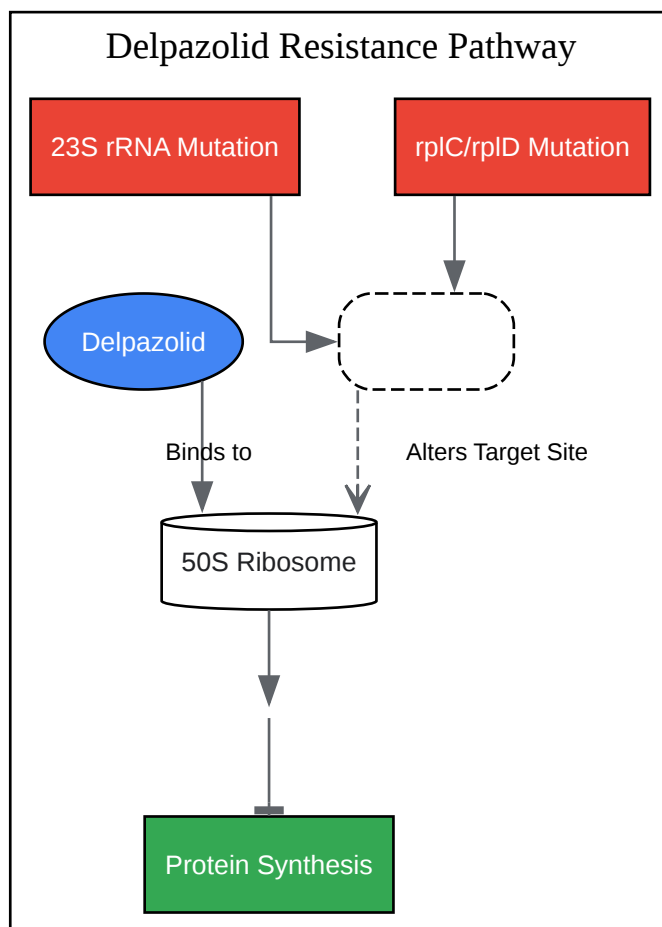 Delpazolid Resistance Pathway
23S rRNA Mutation
rplC/rplD Mutation
Delpazolid
Binds to
Alters Target Site
50S Ribosome
Protein Synthesis